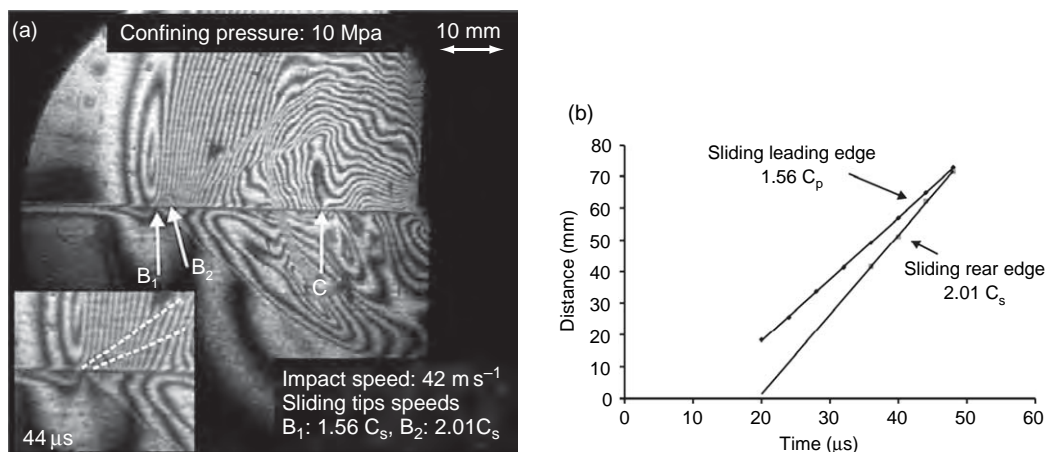 (a)
Confining pressure: 10 Mpa
10 mm
B₁
B₂
C
Impact speed: 42 m s⁻¹
Sliding tips speeds
B₁: 1.56 Cₛ, B₂: 2.01Cₛ
44 μs
(b)
80
70
60
50
40
30
20
10
0
Distance (mm)
Sliding leading edge
1.56 Cₚ
Sliding rear edge
2.01 Cₛ
0 10 20 30 40 50 60
Time (μs)